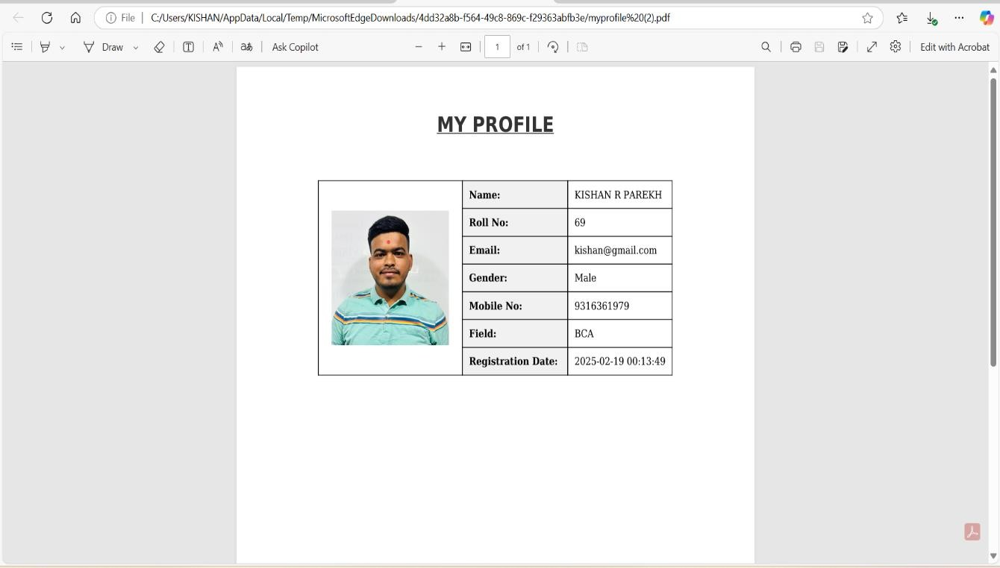 File C:/Users/KISHAN/AppData/Local/Temp/MicrosoftEdgeDownloads/4dd32a8b-f564-49c8-869c-f29363abfb3e/myprofile%20(2).pdf
Draw T A aあ Ask Copilot 1 of 1 Edit with Acrobat
MY PROFILE
Name: KISHAN R PAREKH
Roll No: 69
Email: kishan@gmail.com
Gender: Male
Mobile No: 9316361979
Field: BCA
Registration Date: 2025-02-19 00:13:49